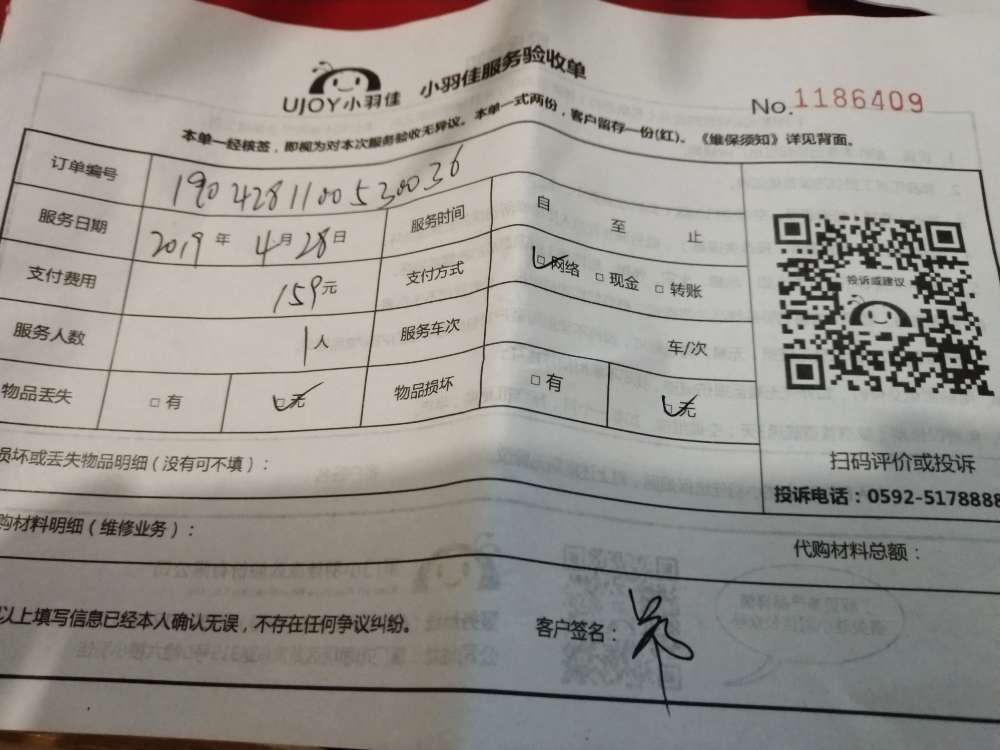 UJOY小羽佳 小羽佳服务验收单
No.1186409
本单一经核签，即视为对本次服务验收无异议。本单一式两份，客户留存一份(红)。《维保须知》详见背面。
订单编号 1904281100530036
服务日期 2019 年 4 月 28 日 服务时间 自 至 止
支付费用 159元 支付方式 □网络 □现金 □转账
服务人数 1人 服务车次 车/次
物品丢失 □有 □无 物品损坏 □有 □无
投诉或建议
扫码评价或投诉
投诉电话：0592-5178888
损坏或丢失物品明细（没有可不填）：
购材料明细（维修业务）：
代购材料总额：
以上填写信息已经本人确认无误，不存在任何争议纠纷。
客户签名：